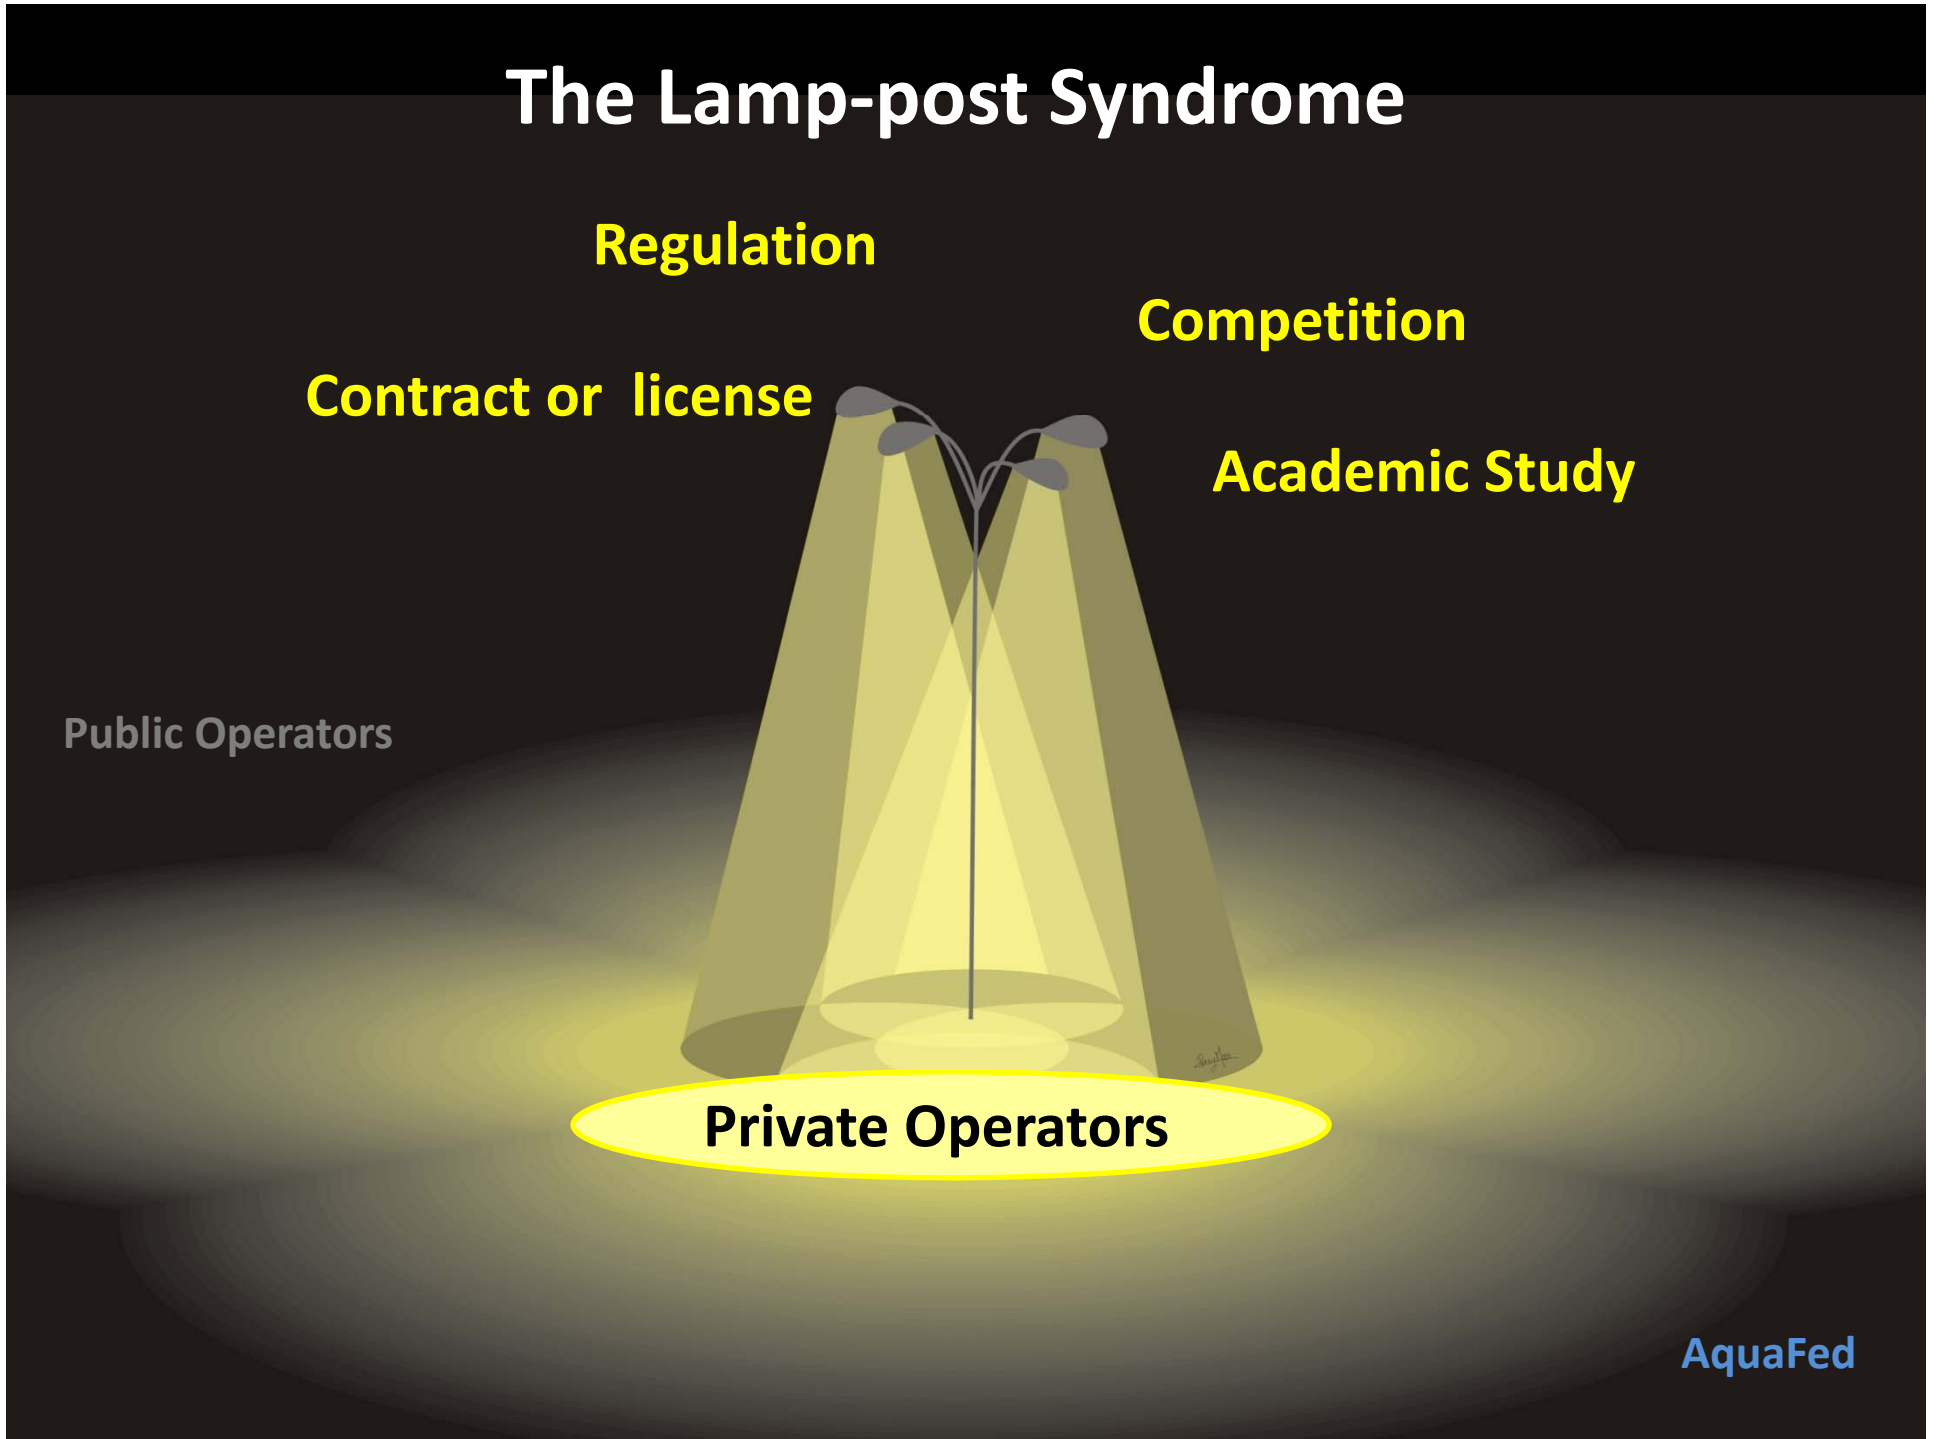 The Lamp-post Syndrome
Regulation
Competition
Contract or  license
Academic Study
Public Operators
Private Operators
AquaFed